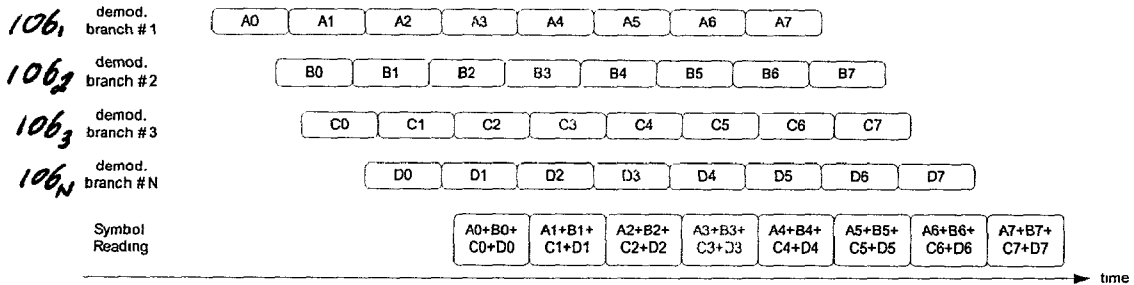 106₁ demod. branch #1 A0 A1 A2 A3 A4 A5 A6 A7
106₂ demod. branch #2 B0 B1 B2 B3 B4 B5 B6 B7
106₃ demod. branch #3 C0 C1 C2 C3 C4 C5 C6 C7
106N demod. branch #N D0 D1 D2 D3 D4 D5 D6 D7
Symbol Reading
A0+B0+ C0+D0
A1+B1+ C1+D1
A2+B2+ C2+D2
A3+B3+ C3+D3
A4+B4+ C4+D4
A5+B5+ C5+D5
A6+B6+ C6+D6
A7+B7+ C7+D7
time